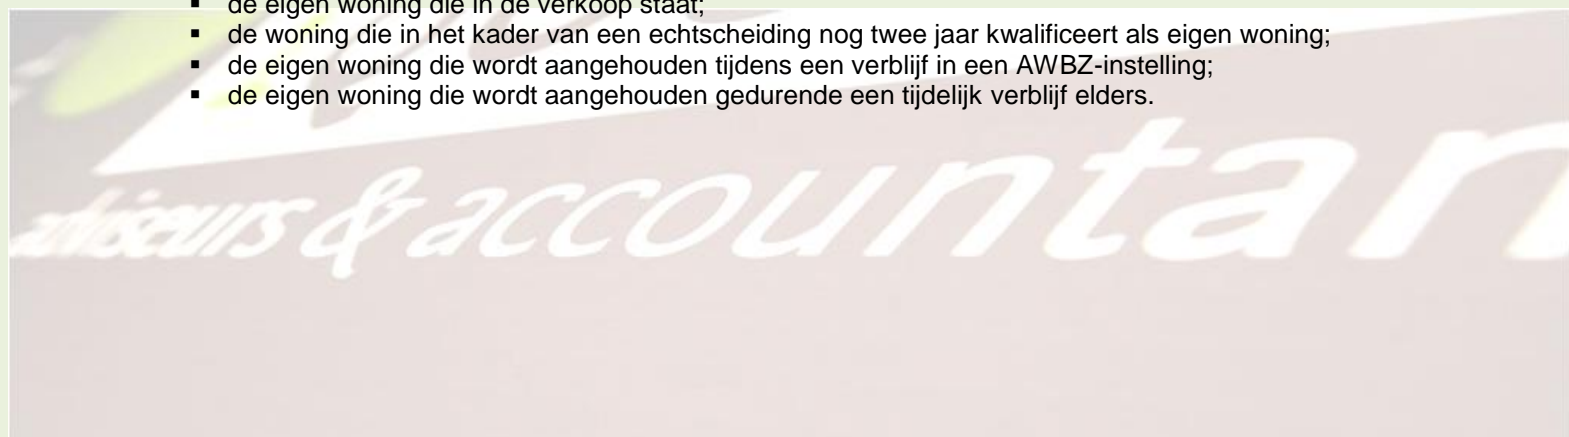 ▪ de eigen woning die in de verkoop staat;
▪ de woning die in het kader van een echtscheiding nog twee jaar kwalificeert als eigen woning;
▪ de eigen woning die wordt aangehouden tijdens een verblijf in een AWBZ-instelling;
▪ de eigen woning die wordt aangehouden gedurende een tijdelijk verblijf elders.
adviseurs & accountan